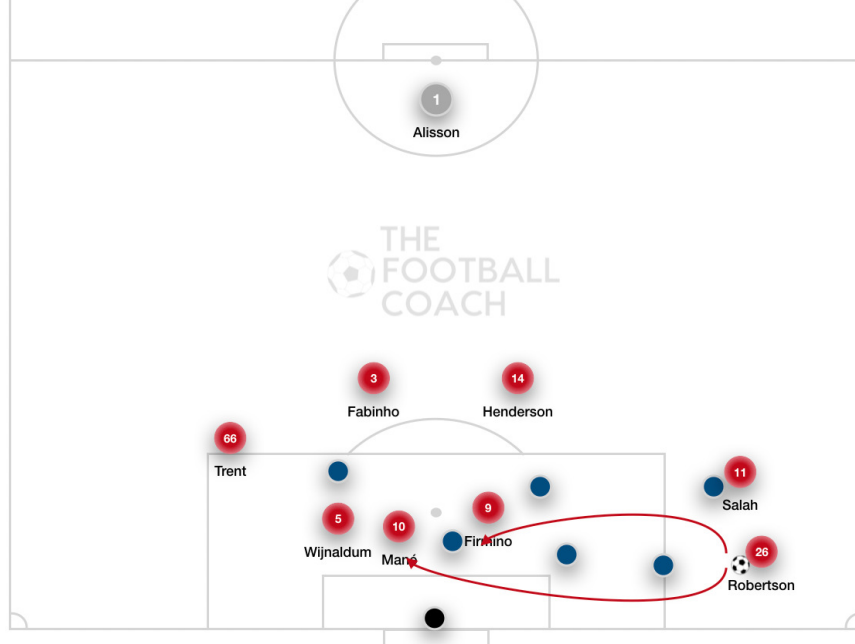 1
Alisson
THE
FOOTBALL
COACH
3
14
Fabinho
Henderson
66
Trent
11
Salah
9
5
10
Firmino
Wijnaldum
Mané
26
Robertson